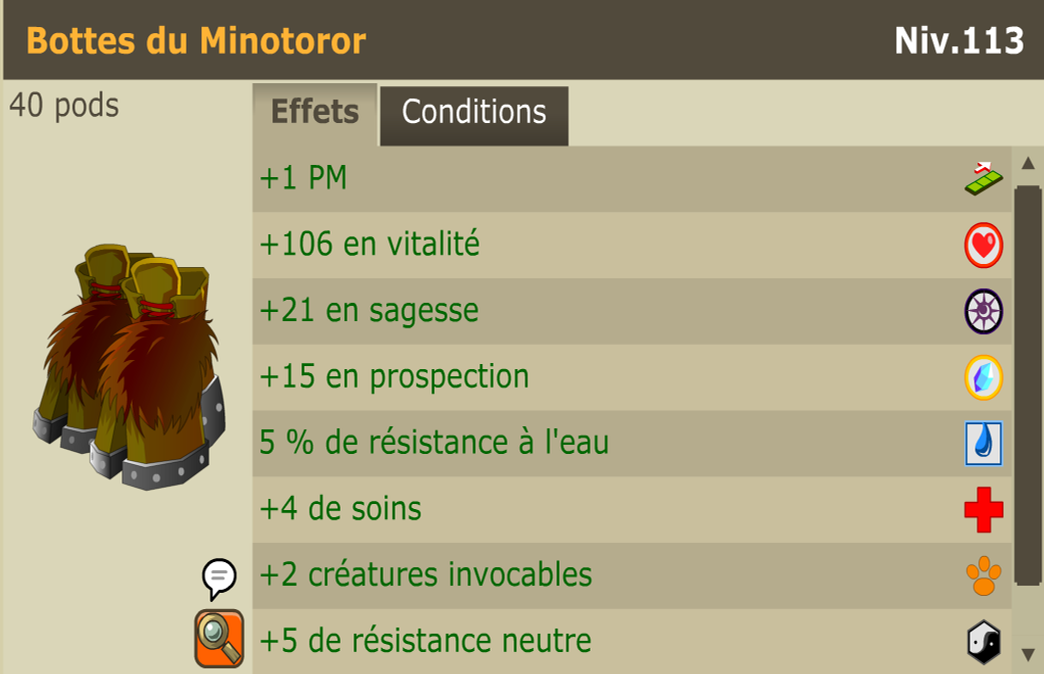 Bottes du Minotoror
Niv.113
40 pods
Effets
Conditions
+1 PM
+106 en vitalité
+21 en sagesse
+15 en prospection
5 % de résistance à l'eau
+4 de soins
+2 créatures invocables
+5 de résistance neutre